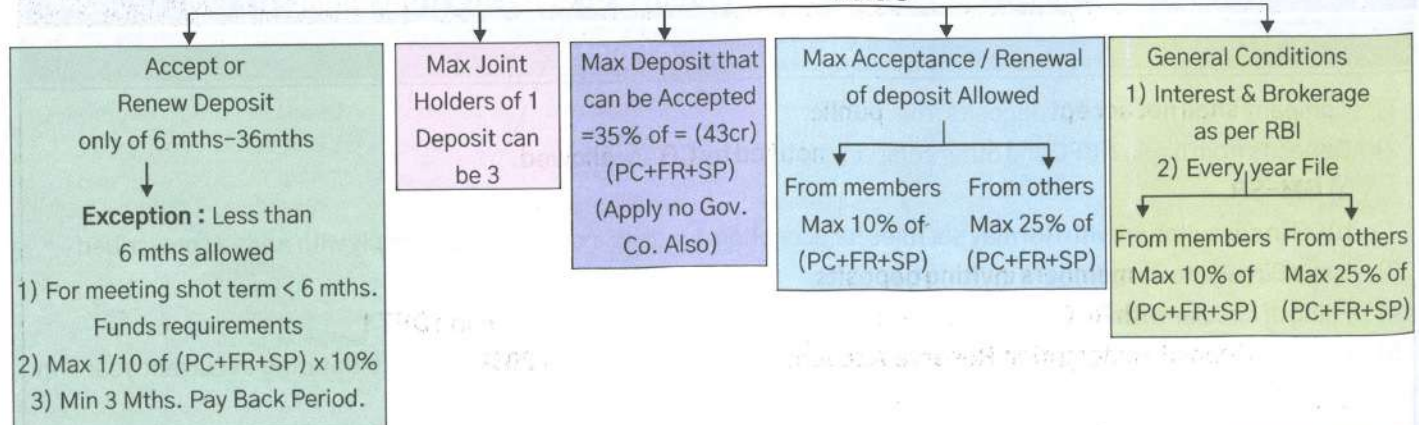 Accept or
Renew Deposit
only of 6 mths-36mths
Exception : Less than
6 mths allowed
1) For meeting shot term < 6 mths.
Funds requirements
2) Max 1/10 of (PC+FR+SP) x 10%
3) Min 3 Mths. Pay Back Period.
Max Joint
Holders of 1
Deposit can
be 3
Max Deposit that
can be Accepted
=35% of = (43cr)
(PC+FR+SP)
(Apply no Gov.
Co. Also)
Max Acceptance / Renewal
of deposit Allowed
From members
Max 10% of
(PC+FR+SP)
From others
Max 25% of
(PC+FR+SP)
General Conditions
1) Interest & Brokerage
as per RBI
2) Every year File
From members
Max 10% of
(PC+FR+SP)
From others
Max 25% of
(PC+FR+SP)